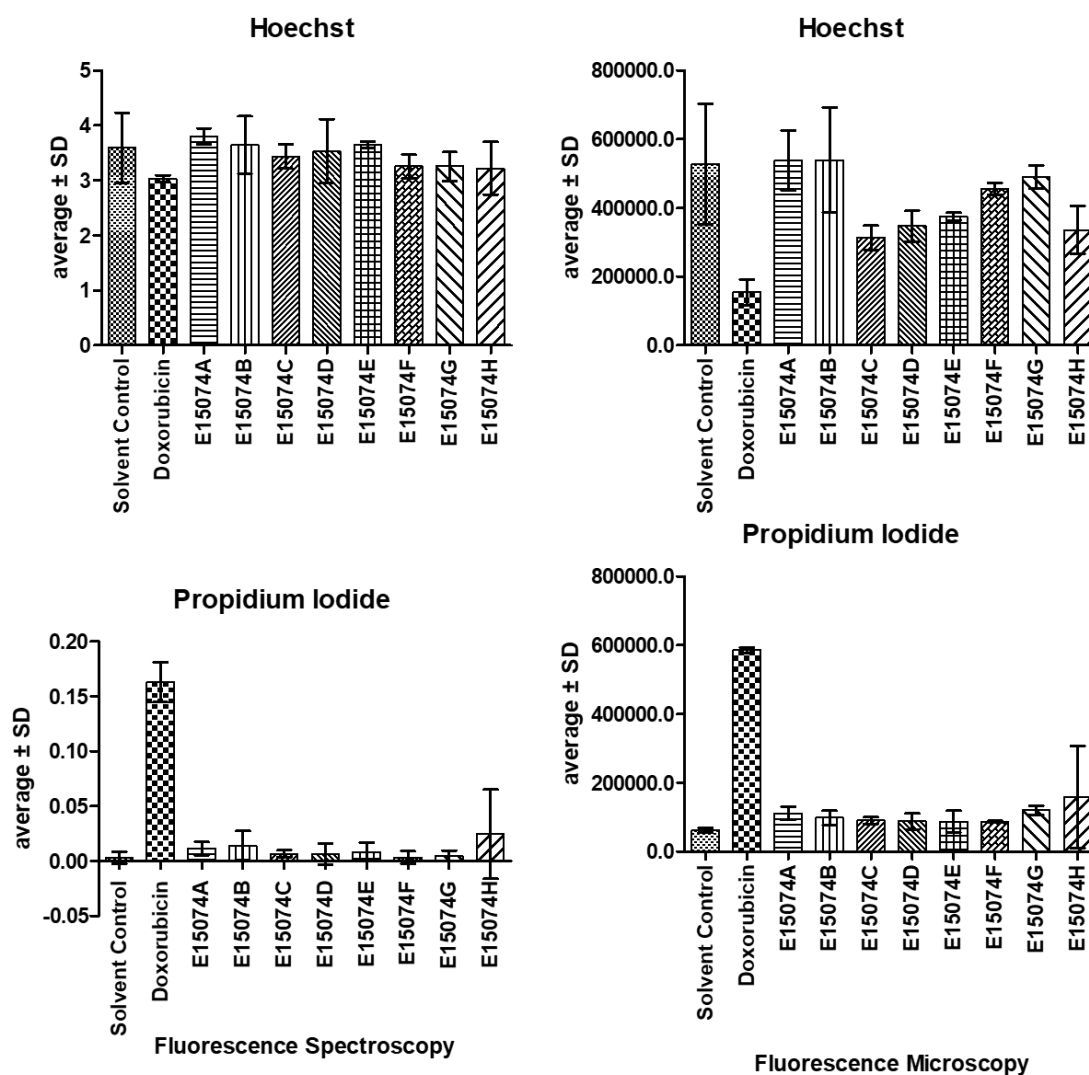 Hoechst
average ± SD
5
4
3
2
1
0
Solvent Control
Doxorubicin
E15074A
E15074B
E15074C
E15074D
E15074E
E15074F
E15074G
E15074H
Hoechst
average ± SD
800000.0
600000.0
400000.0
200000.0
0.0
Solvent Control
Doxorubicin
E15074A
E15074B
E15074C
E15074D
E15074E
E15074F
E15074G
E15074H
Propidium Iodide
average ± SD
0.20
0.15
0.10
0.05
0.00
-0.05
Solvent Control
Doxorubicin
E15074A
E15074B
E15074C
E15074D
E15074E
E15074F
E15074G
E15074H
Fluorescence Spectroscopy
Propidium Iodide
average ± SD
800000.0
600000.0
400000.0
200000.0
0.0
Solvent Control
Doxorubicin
E15074A
E15074B
E15074C
E15074D
E15074E
E15074F
E15074G
E15074H
Fluorescence Microscopy